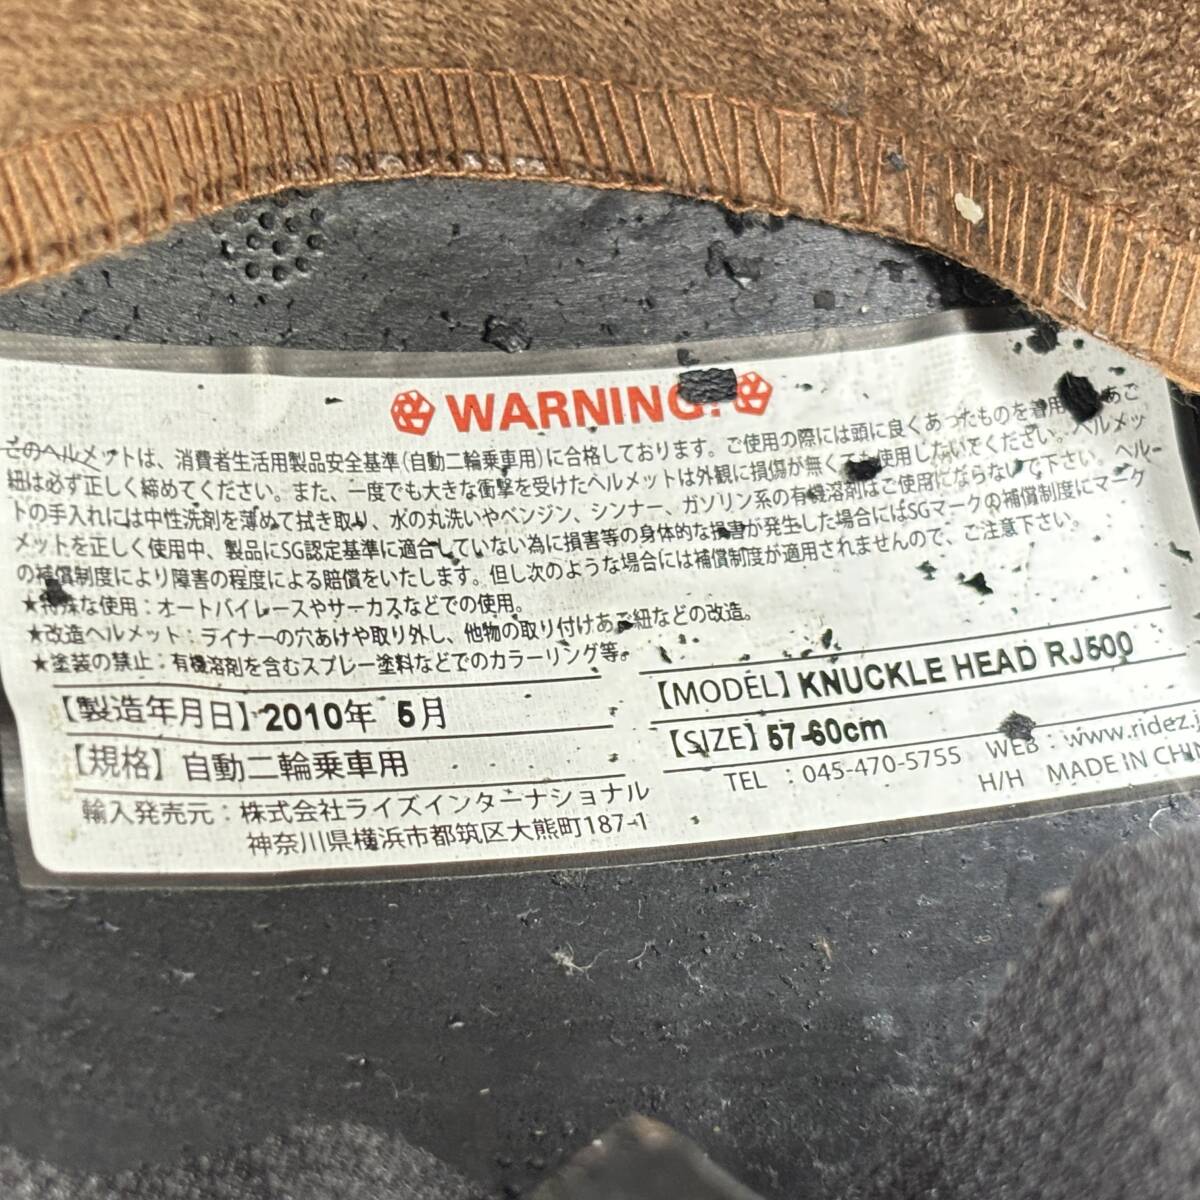 WARNING!
このヘルメットは、消費者生活用製品安全基準(自動二輪乗車用)に合格しております。ご使用の際には頭に良くあったものを着用 あご
紐は必ず正しく締めてください。また、一度でも大きな衝撃を受けたヘルメットは外観に損傷が無くても使用しないでください。ヘルメッ
トの手入れには中性洗剤を薄めて拭き取り、水の丸洗いやベンジン、シンナー、ガソリン系の有機溶剤はご使用にならないで下さい。ヘルー
メットを正しく使用中、製品にSG認定基準に適合していない為に損害等の身体的な損害が発生した場合にはSGマークの補償制度にマーク
の補償制度により障害の程度による賠償をいたします。但し次のような場合には補償制度が適用されませんので、ご注意下さい。
★特殊な使用：オートバイレースやサーカスなどでの使用。
★改造ヘルメット：ライナーの穴あけや取り外し、他物の取り付けあご紐などの改造。
★塗装の禁止：有機溶剤を含むスプレー塗料などでのカラーリング等。
【製造年月日】2010年 5月
【規格】自動二輪乗車用
輸入発売元：株式会社ライズインターナショナル
神奈川県横浜市都筑区大熊町187-1
【MODEL】KNUCKLE HEAD RJ500
【SIZE】57-60cm
TEL ：045-470-5755 WEB：www.ridez.j
H/H MADE IN CHIN